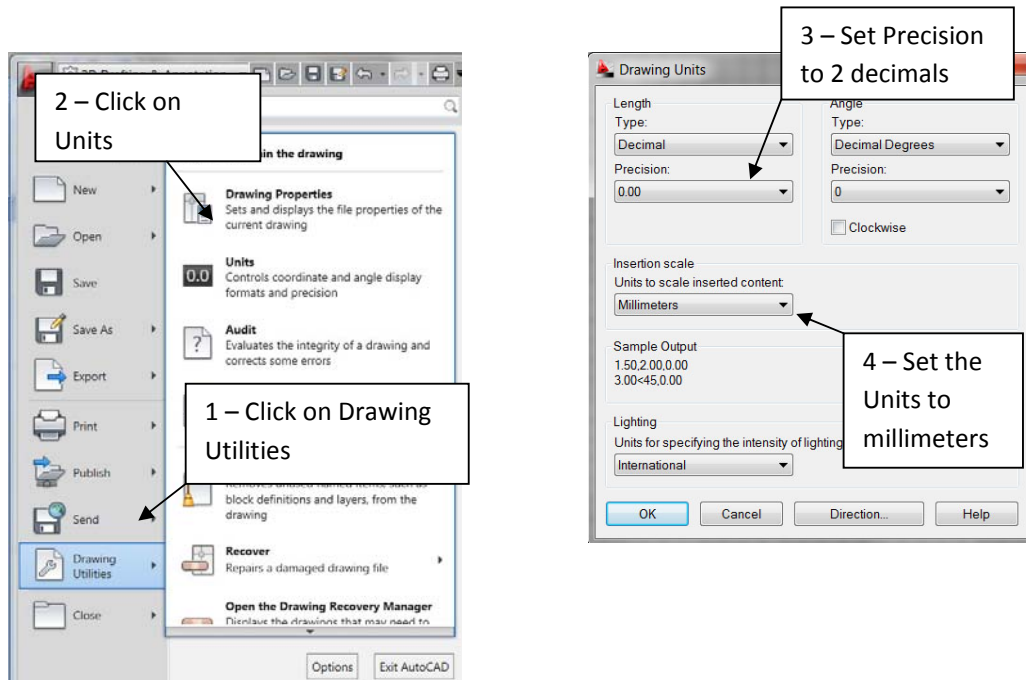 2 – Click on
Units
in the drawing
New
Open
Save
Save As
Export
Print
Publish
Send
Drawing
Utilities
Close
Drawing Properties
Sets and displays the file properties of the
current drawing
Units
0.0
Controls coordinate and angle display
formats and precision
Audit
Evaluates the integrity of a drawing and
corrects some errors
1 – Click on Drawing
Utilities
block definitions and layers, from the
drawing
Recover
Repairs a damaged drawing file
Open the Drawing Recovery Manager
Displays the drawings that may need to
Options
Exit AutoCAD
3 – Set Precision
to 2 decimals
Drawing Units
Length
Type:
Decimal
Precision:
0.00
Angle
Type:
Decimal Degrees
Precision:
0
Clockwise
Insertion scale
Units to scale inserted content:
Millimeters
Sample Output
1.50,2.00,0.00
3.00<45,0.00
4 – Set the
Units to
millimeters
Lighting
Units for specifying the intensity of lighting
International
OK
Cancel
Direction...
Help